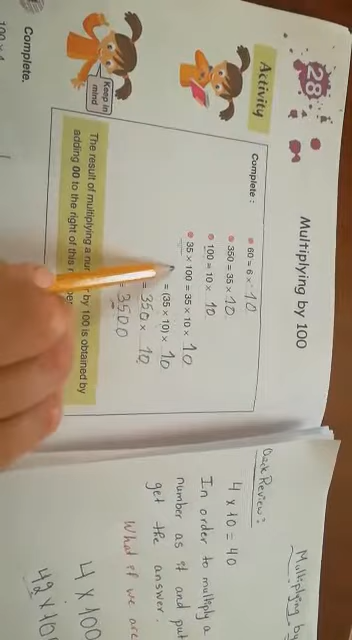 28
Multiplying by 100
Activity
Complete :
60 = 6 × 10
350 = 35 × 10
100 = 10 × 10
35 × 100 = 35 × 10 × 10
= (35 × 10) × 10
= 350 × 10
= 3500
Keep in
mind
The result of multiplying a by 100 is obtained by
adding 00 to the right of this
Complete.
Multiplying by
Quick Review:
4 × 10 = 40
In order to multiply a
number as it and put
get the answer.
What if we are
4 × 100
42 × 100